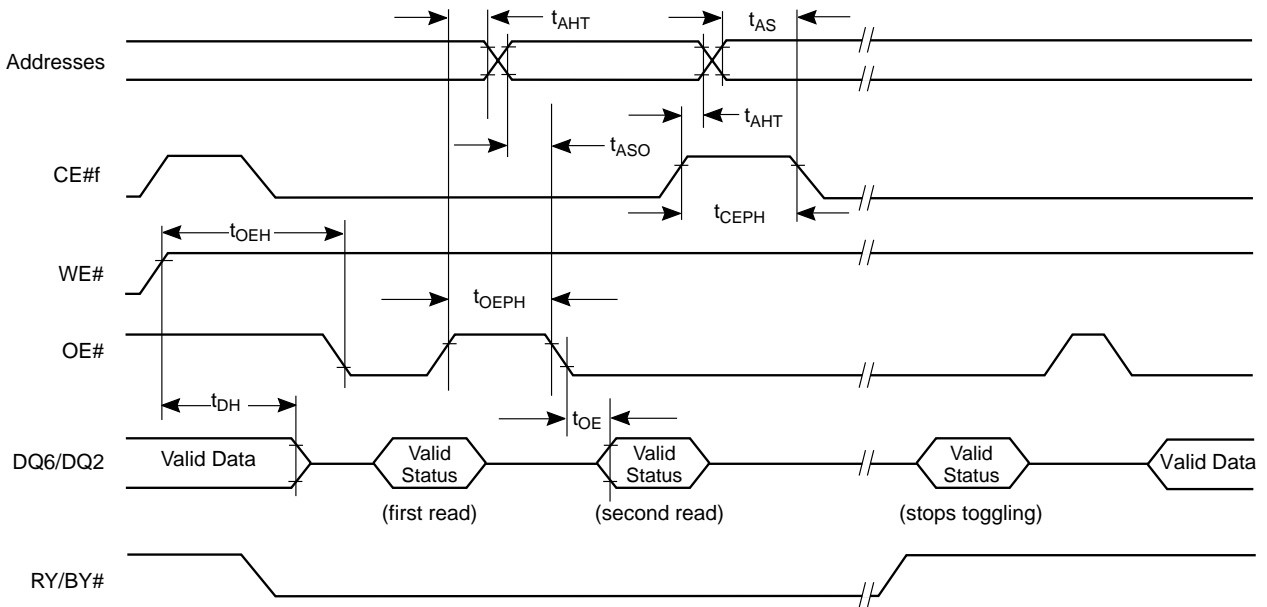 tAHT
tAS
Addresses
tAHT
tASO
CE#f
tCEPH
tOEH
WE#
tOEPH
OE#
tDH
tOE
DQ6/DQ2
Valid Data
Valid
Status
Valid
Status
Valid
Status
Valid Data
(first read)
(second read)
(stops toggling)
RY/BY#